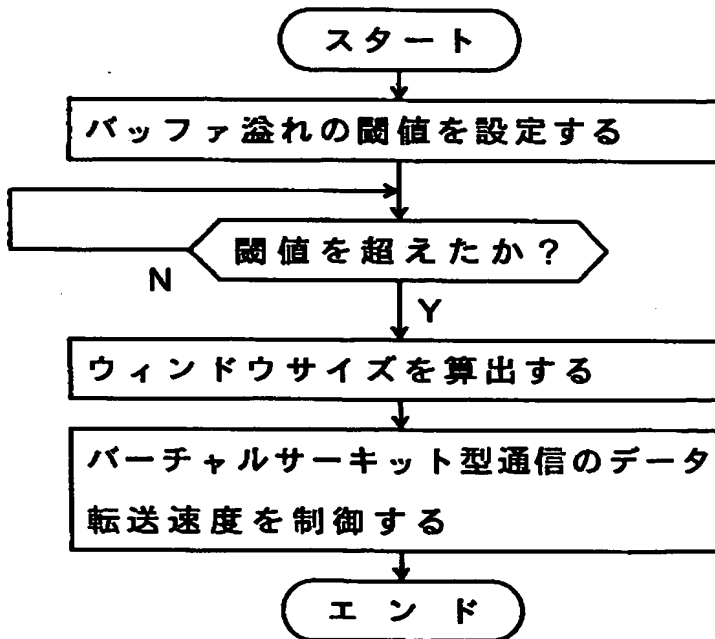 スタート
バッファ溢れの閾値を設定する
閾値を超えたか？
N
Y
ウィンドウサイズを算出する
バーチャルサーキット型通信のデータ
転送速度を制御する
エンド